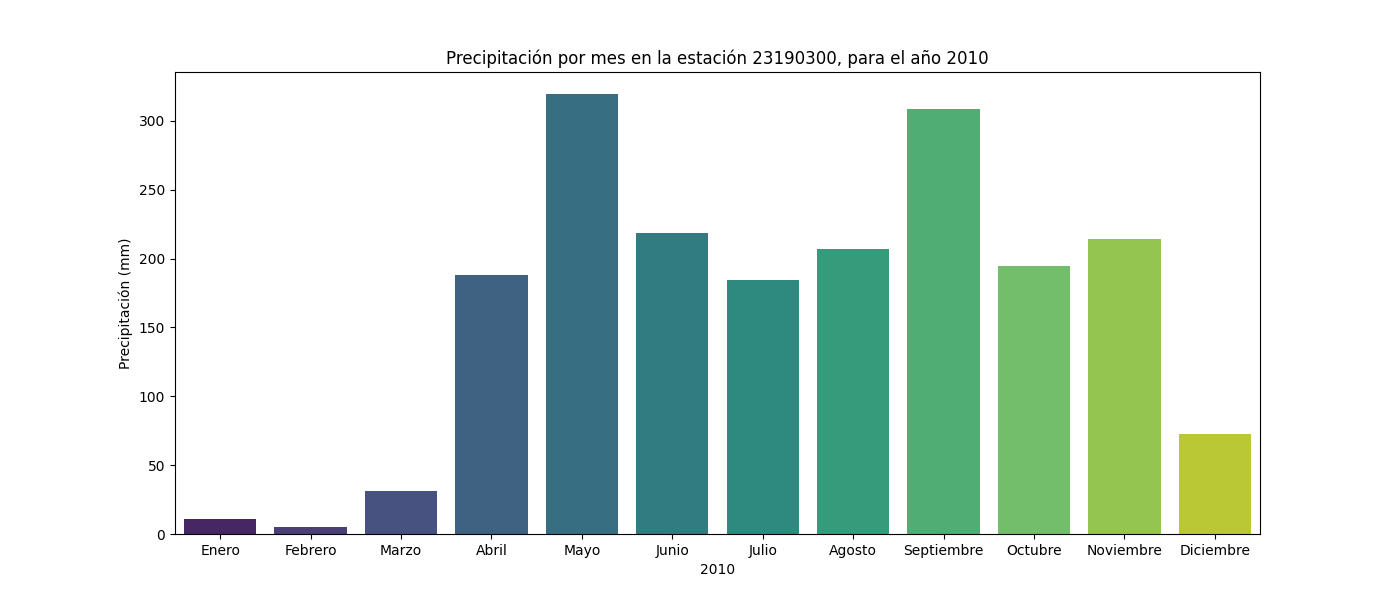 Precipitación por mes en la estación 23190300, para el año 2010
Precipitación (mm)
300
250
200
150
100
50
0
Enero Febrero Marzo Abril Mayo Junio Julio Agosto Septiembre Octubre Noviembre Diciembre
2010